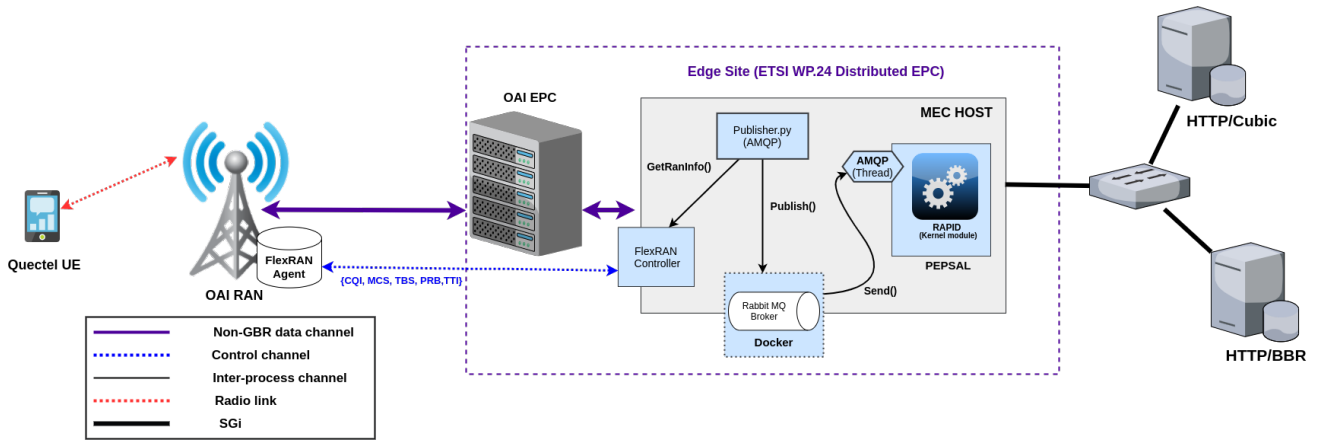 Edge Site (ETSI WP.24 Distributed EPC)
OAI EPC
MEC HOST
Publisher.py
(AMQP)
GetRanInfo()
Publish()
AMQP
(Thread)
RAPID
(Kernel module)
PEPSAL
FlexRAN
Controller
Send()
Rabbit MQ
Broker
Docker
HTTP/Cubic
HTTP/BBR
Quectel UE
FlexRAN
Agent
OAI RAN
{CQI, MCS, TBS, PRB,TTI}
Non-GBR data channel
Control channel
Inter-process channel
Radio link
SGi